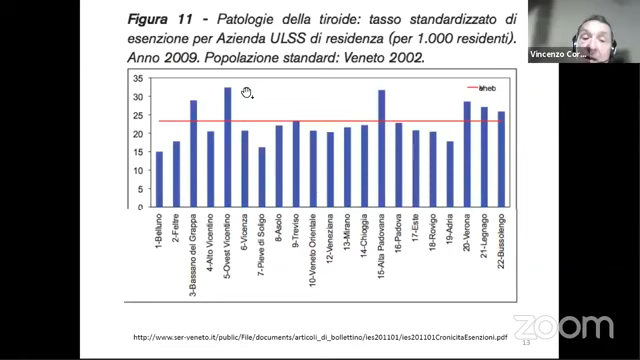 Figura 11 - Patologie della tiroide: tasso standardizzato di
esenzione per Azienda ULSS di residenza (per 1.000 residenti).
Anno 2009. Popolazione standard: Veneto 2002.
35
30
25
20
15
10
5
0
1-Belluno
2-Feltre
3-Bassano del Grappa
4-Alto Vicentino
5-Ovest Vicentino
6-Vicenza
7-Pieve di Soligo
8-Asolo
9-Treviso
10-Veneto Orientale
12-Veneziana
13-Mirano
14-Chioggia
15-Alta Padovana
16-Padova
17-Este
18-Rovigo
19-Adria
20-Verona
21-Legnago
22-Bussolengo
http://www.ser-veneto.it/public/File/documents/articoli_di_bollettino/ies201101/ies201101CronicitaEsenzioni.pdf
13
Vincenzo Cor...
zoom